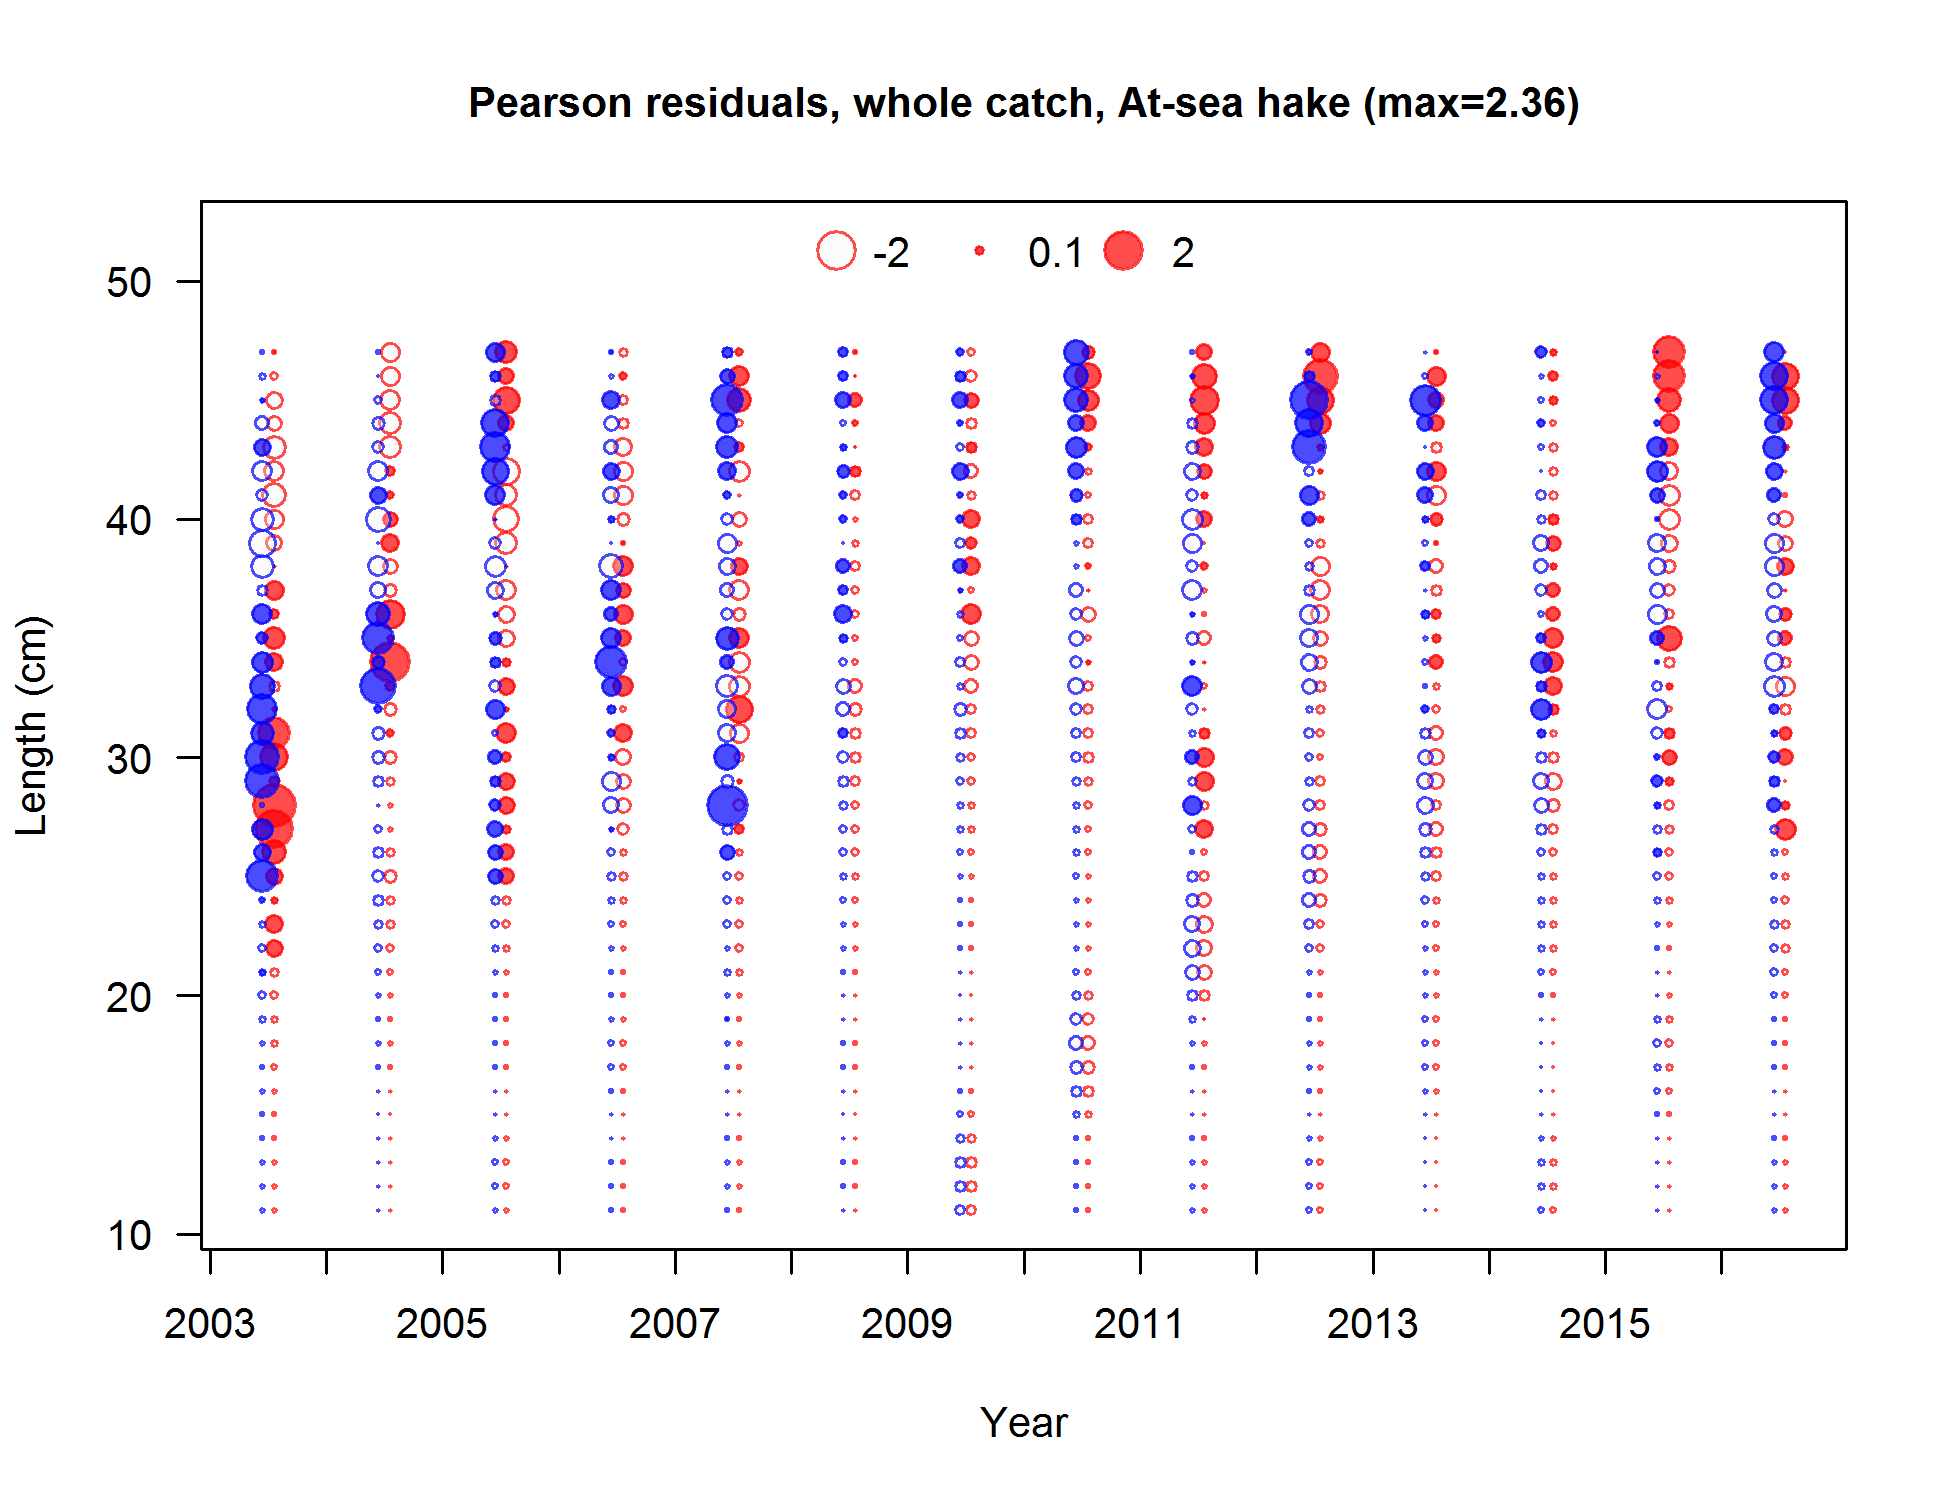 Pearson residuals, whole catch, At-sea hake (max=2.36)
-2 0.1 2
50
40
30
20
10
Length (cm)
2003 2005 2007 2009 2011 2013 2015
Year